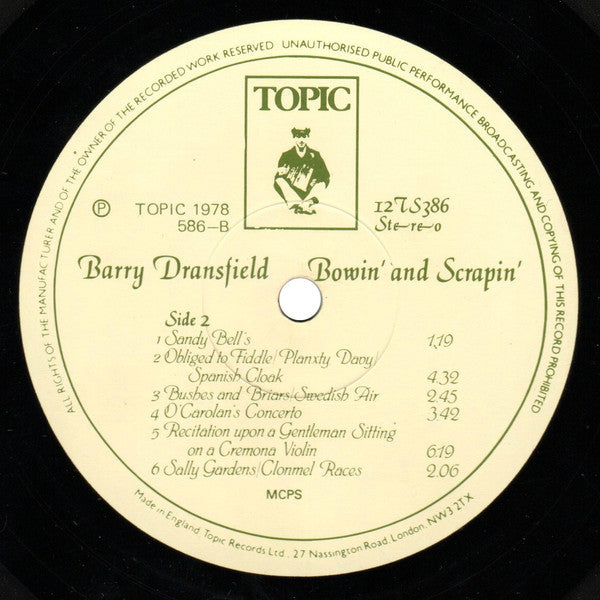 ALL RIGHTS OF THE MANUFACTURER AND OF THE OWNER OF THE RECORDED WORK RESERVED UNAUTHORISED PUBLIC PERFORMANCE BROADCASTING AND COPYING OF THIS RECORD PROHIBITED
TOPIC
Ⓟ TOPIC 1978
586-B
12TS386
Ste-re-o
Barry Dransfield Bowin' and Scrapin'
Side 2
1 Sandy Bell's 1,19
2 Obliged to Fiddle/Planxty Davy/
Spanish Cloak 4.32
3 Bushes and Briars/Swedish Air 2.45
4 O'Carolan's Concerto 3.42
5 Recitation upon a Gentleman Sitting
on a Cremona Violin 6.19
6 Sally Gardens/Clonmel Races 2.06
MCPS
Made in England. Topic Records Ltd. 27 Nassington Road, London, NW3 2TX